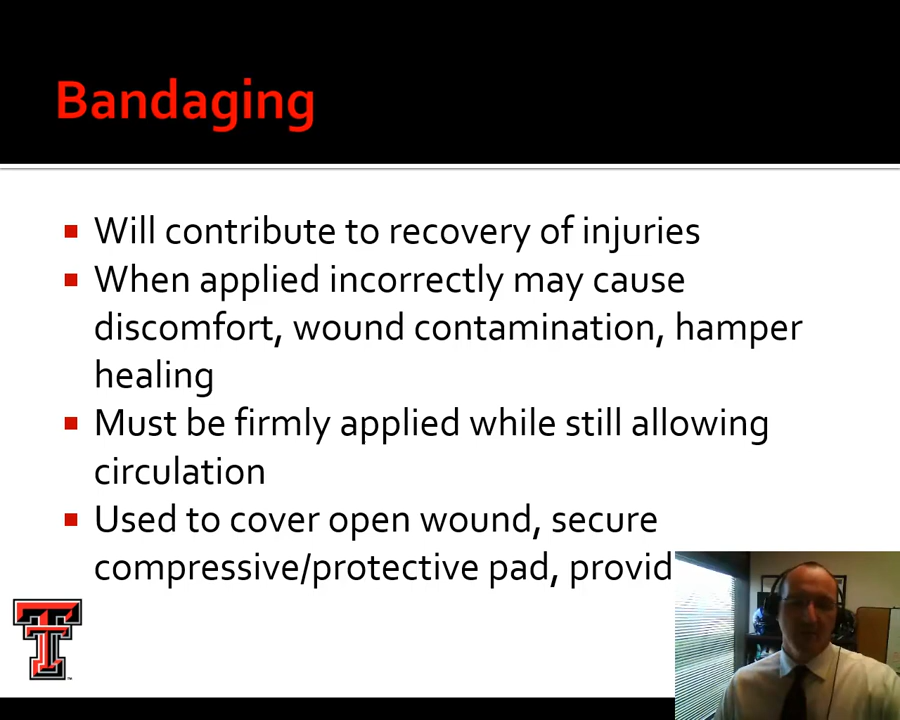 Bandaging
Will contribute to recovery of injuries
When applied incorrectly may cause
discomfort, wound contamination, hamper
healing
Must be firmly applied while still allowing
circulation
Used to cover open wound, secure
compressive/protective pad,